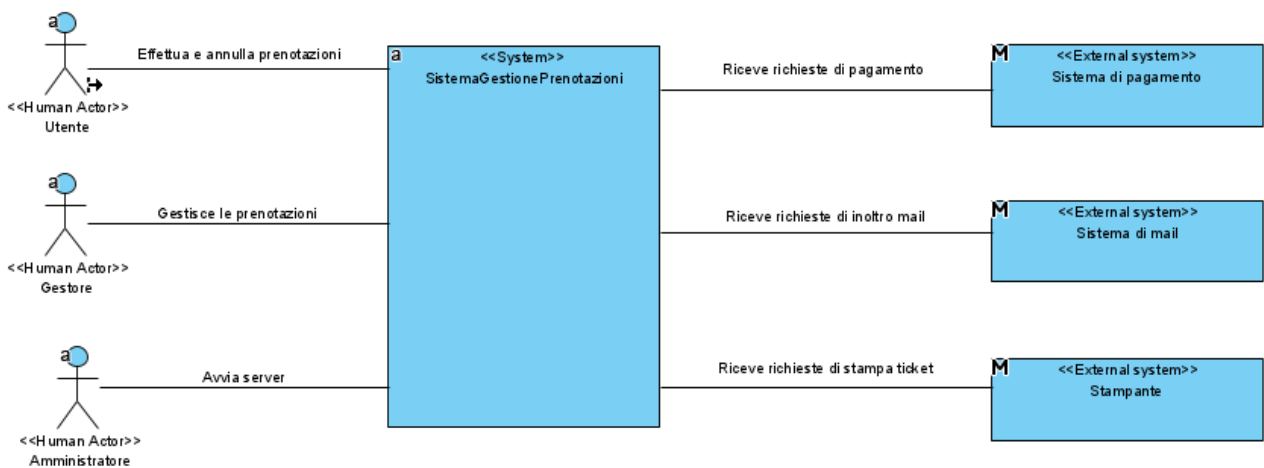 a
Effettua e annulla prenotazioni
<<Human Actor>>
Utente
a
Gestisce le prenotazioni
<<Human Actor>>
Gestore
a
Avvia server
<<Human Actor>>
Amministratore
a
<<System>>
SistemaGestionePrenotazioni
Riceve richieste di pagamento
M
<<External system>>
Sistema di pagamento
Riceve richieste di inoltro mail
M
<<External system>>
Sistema di mail
Riceve richieste di stampa ticket
M
<<External system>>
Stampante